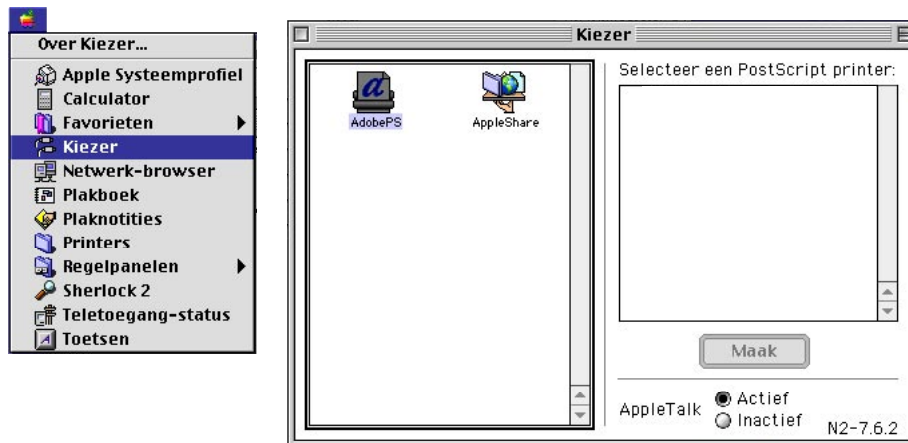 Over Kiezer...
Apple Systeemprofiel
Calculator
Favorieten
Kiezer
Netwerk-browser
Plakboek
Plaknotities
Printers
Regelpanelen
Sherlock 2
Teletoegang-status
Toetsen
Kiezer
AdobePS
AppleShare
Selecteer een PostScript printer:
Maak
AppleTalk
Actief
Inactief
N2-7.6.2